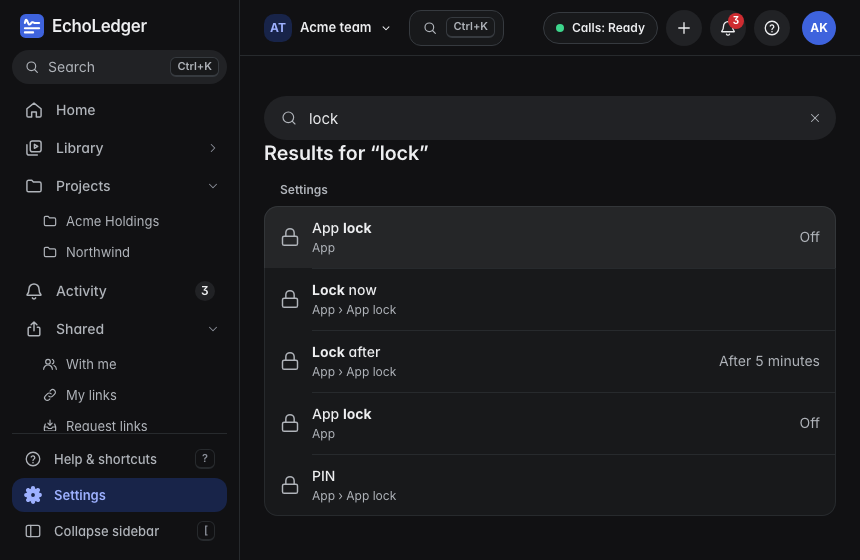 EchoLedger
Search Ctrl+K
Home
Library
Projects
Acme Holdings
Northwind
Activity 3
Shared
With me
My links
Request links
Help & shortcuts ?
Settings
Collapse sidebar [
AT Acme team Ctrl+K Calls: Ready 3 AK
lock
Results for “lock”
Settings
App lock Off
App
Lock now
App › App lock
Lock after After 5 minutes
App › App lock
App lock Off
App
PIN
App › App lock